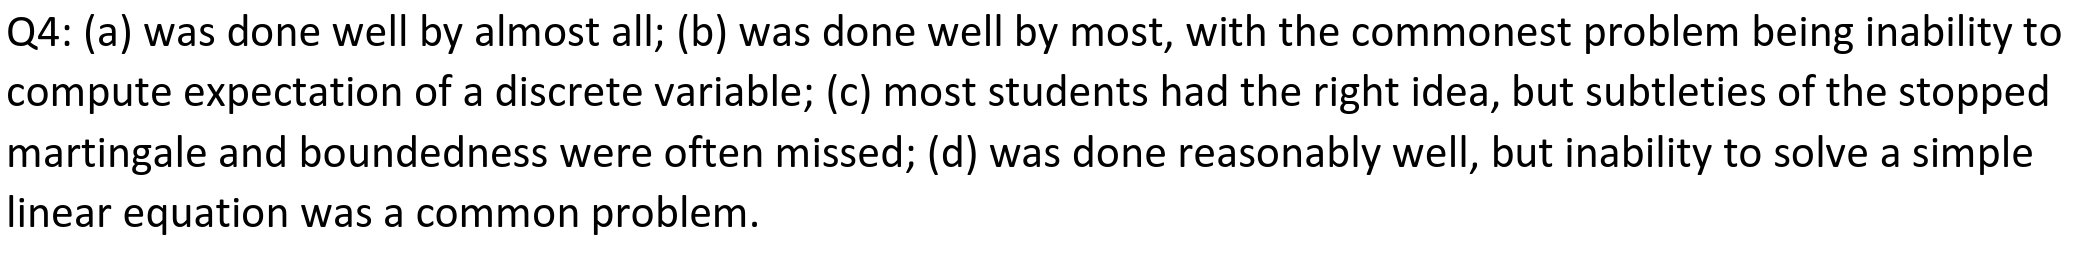 Q4: (a) was done well by almost all; (b) was done well by most, with the commonest problem being inability to
compute expectation of a discrete variable; (c) most students had the right idea, but subtleties of the stopped
martingale and boundedness were often missed; (d) was done reasonably well, but inability to solve a simple
linear equation was a common problem.